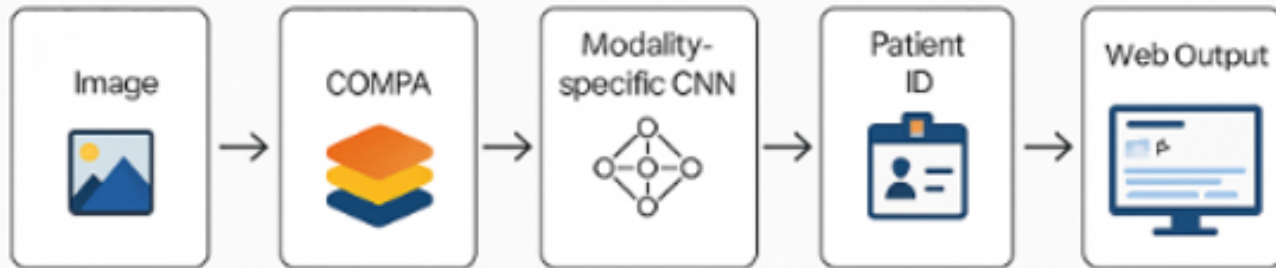 Image
COMPA
Modality-
specific CNN
Patient
ID
Web Output